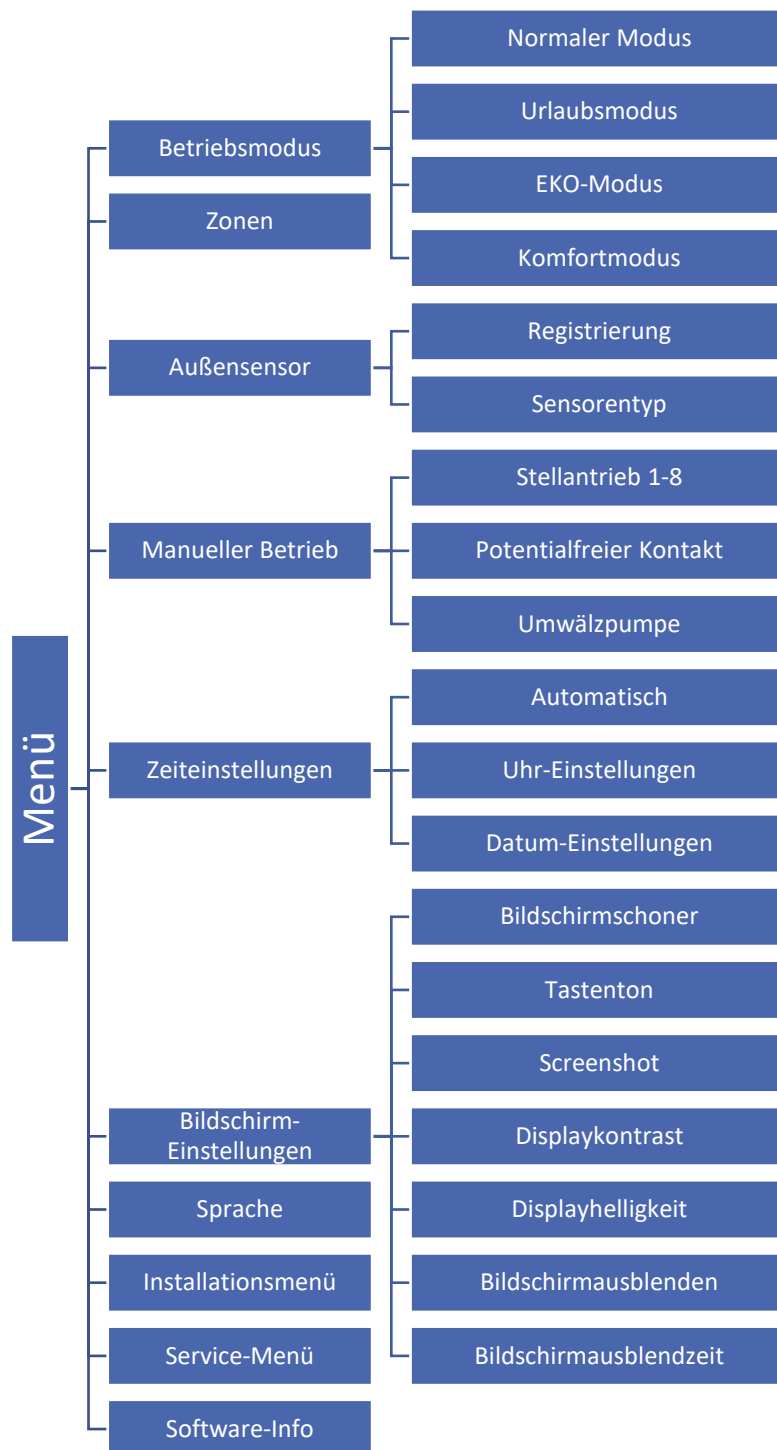 Menü
Betriebsmodus
Normaler Modus
Urlaubsmodus
EKO-Modus
Komfortmodus
Zonen
Außensensor
Registrierung
Sensorentyp
Manueller Betrieb
Stellantrieb 1-8
Potentialfreier Kontakt
Umwälzpumpe
Zeiteinstellungen
Automatisch
Uhr-Einstellungen
Datum-Einstellungen
Bildschirm-
Einstellungen
Bildschirmschoner
Tastenton
Screenshot
Displaykontrast
Displayhelligkeit
Bildschirmausblenden
Bildschirmausblendzeit
Sprache
Installationsmenü
Service-Menü
Software-Info